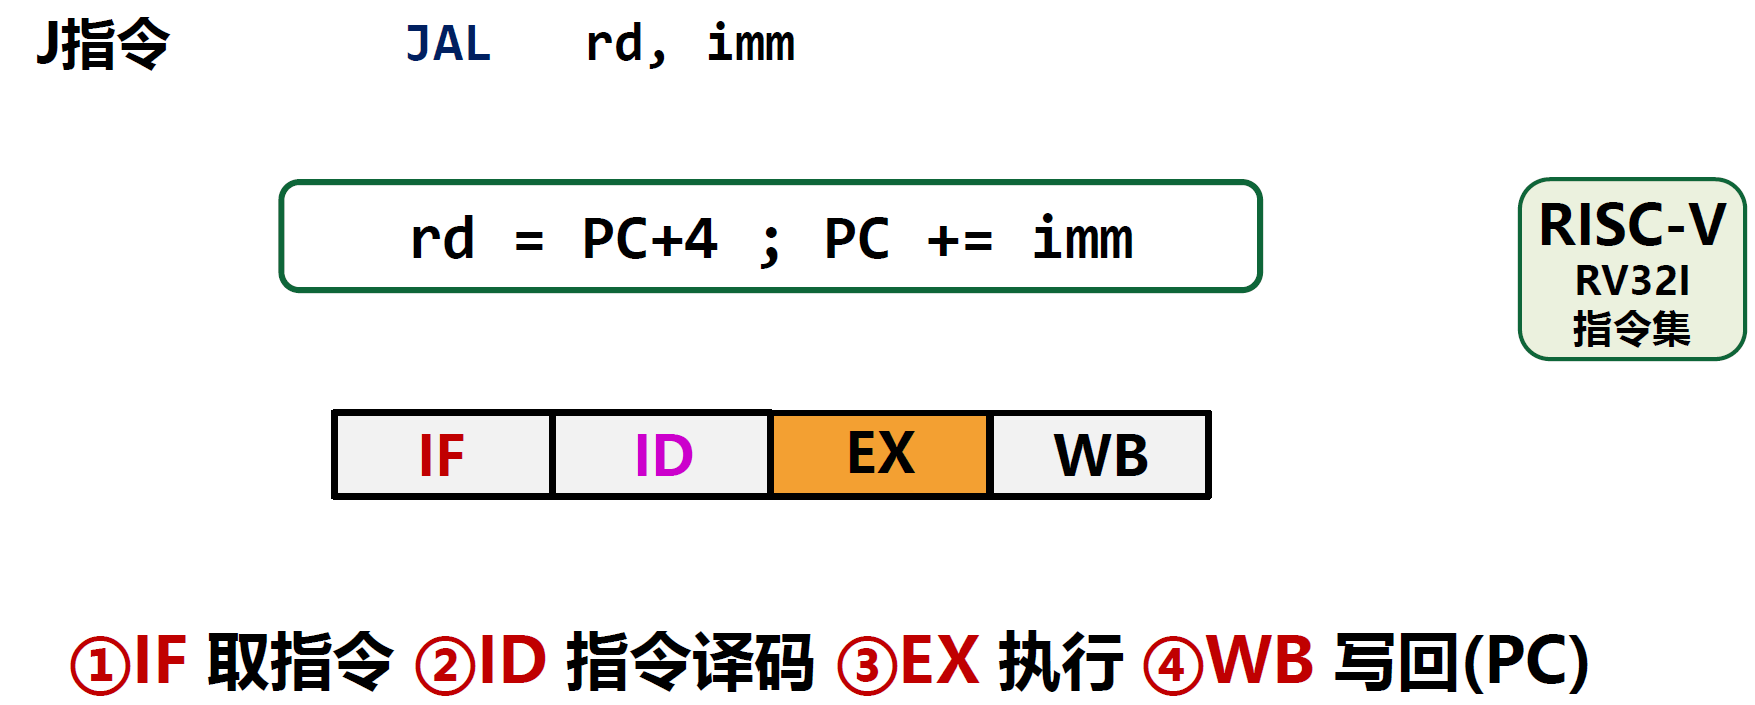 J指令 JAL rd, imm
rd = PC+4 ; PC += imm
RISC-V
RV32I
指令集
IF ID EX WB
①IF 取指令 ②ID 指令译码 ③EX 执行 ④WB 写回(PC)